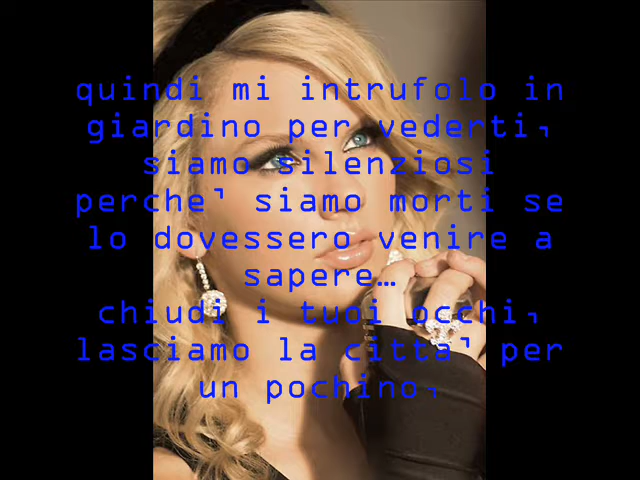 quindi mi intrufolo in
giardino per vederti,
siamo silenziosi
perche' siamo morti se
lo dovessero venire a
sapere…
chiudi i tuoi occhi,
lasciamo la citta' per
un pochino,